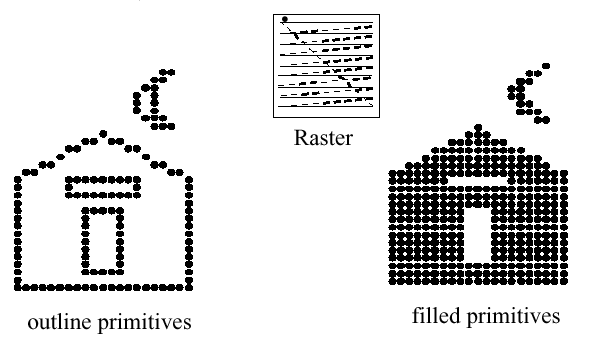 Raster
outline primitives
filled primitives